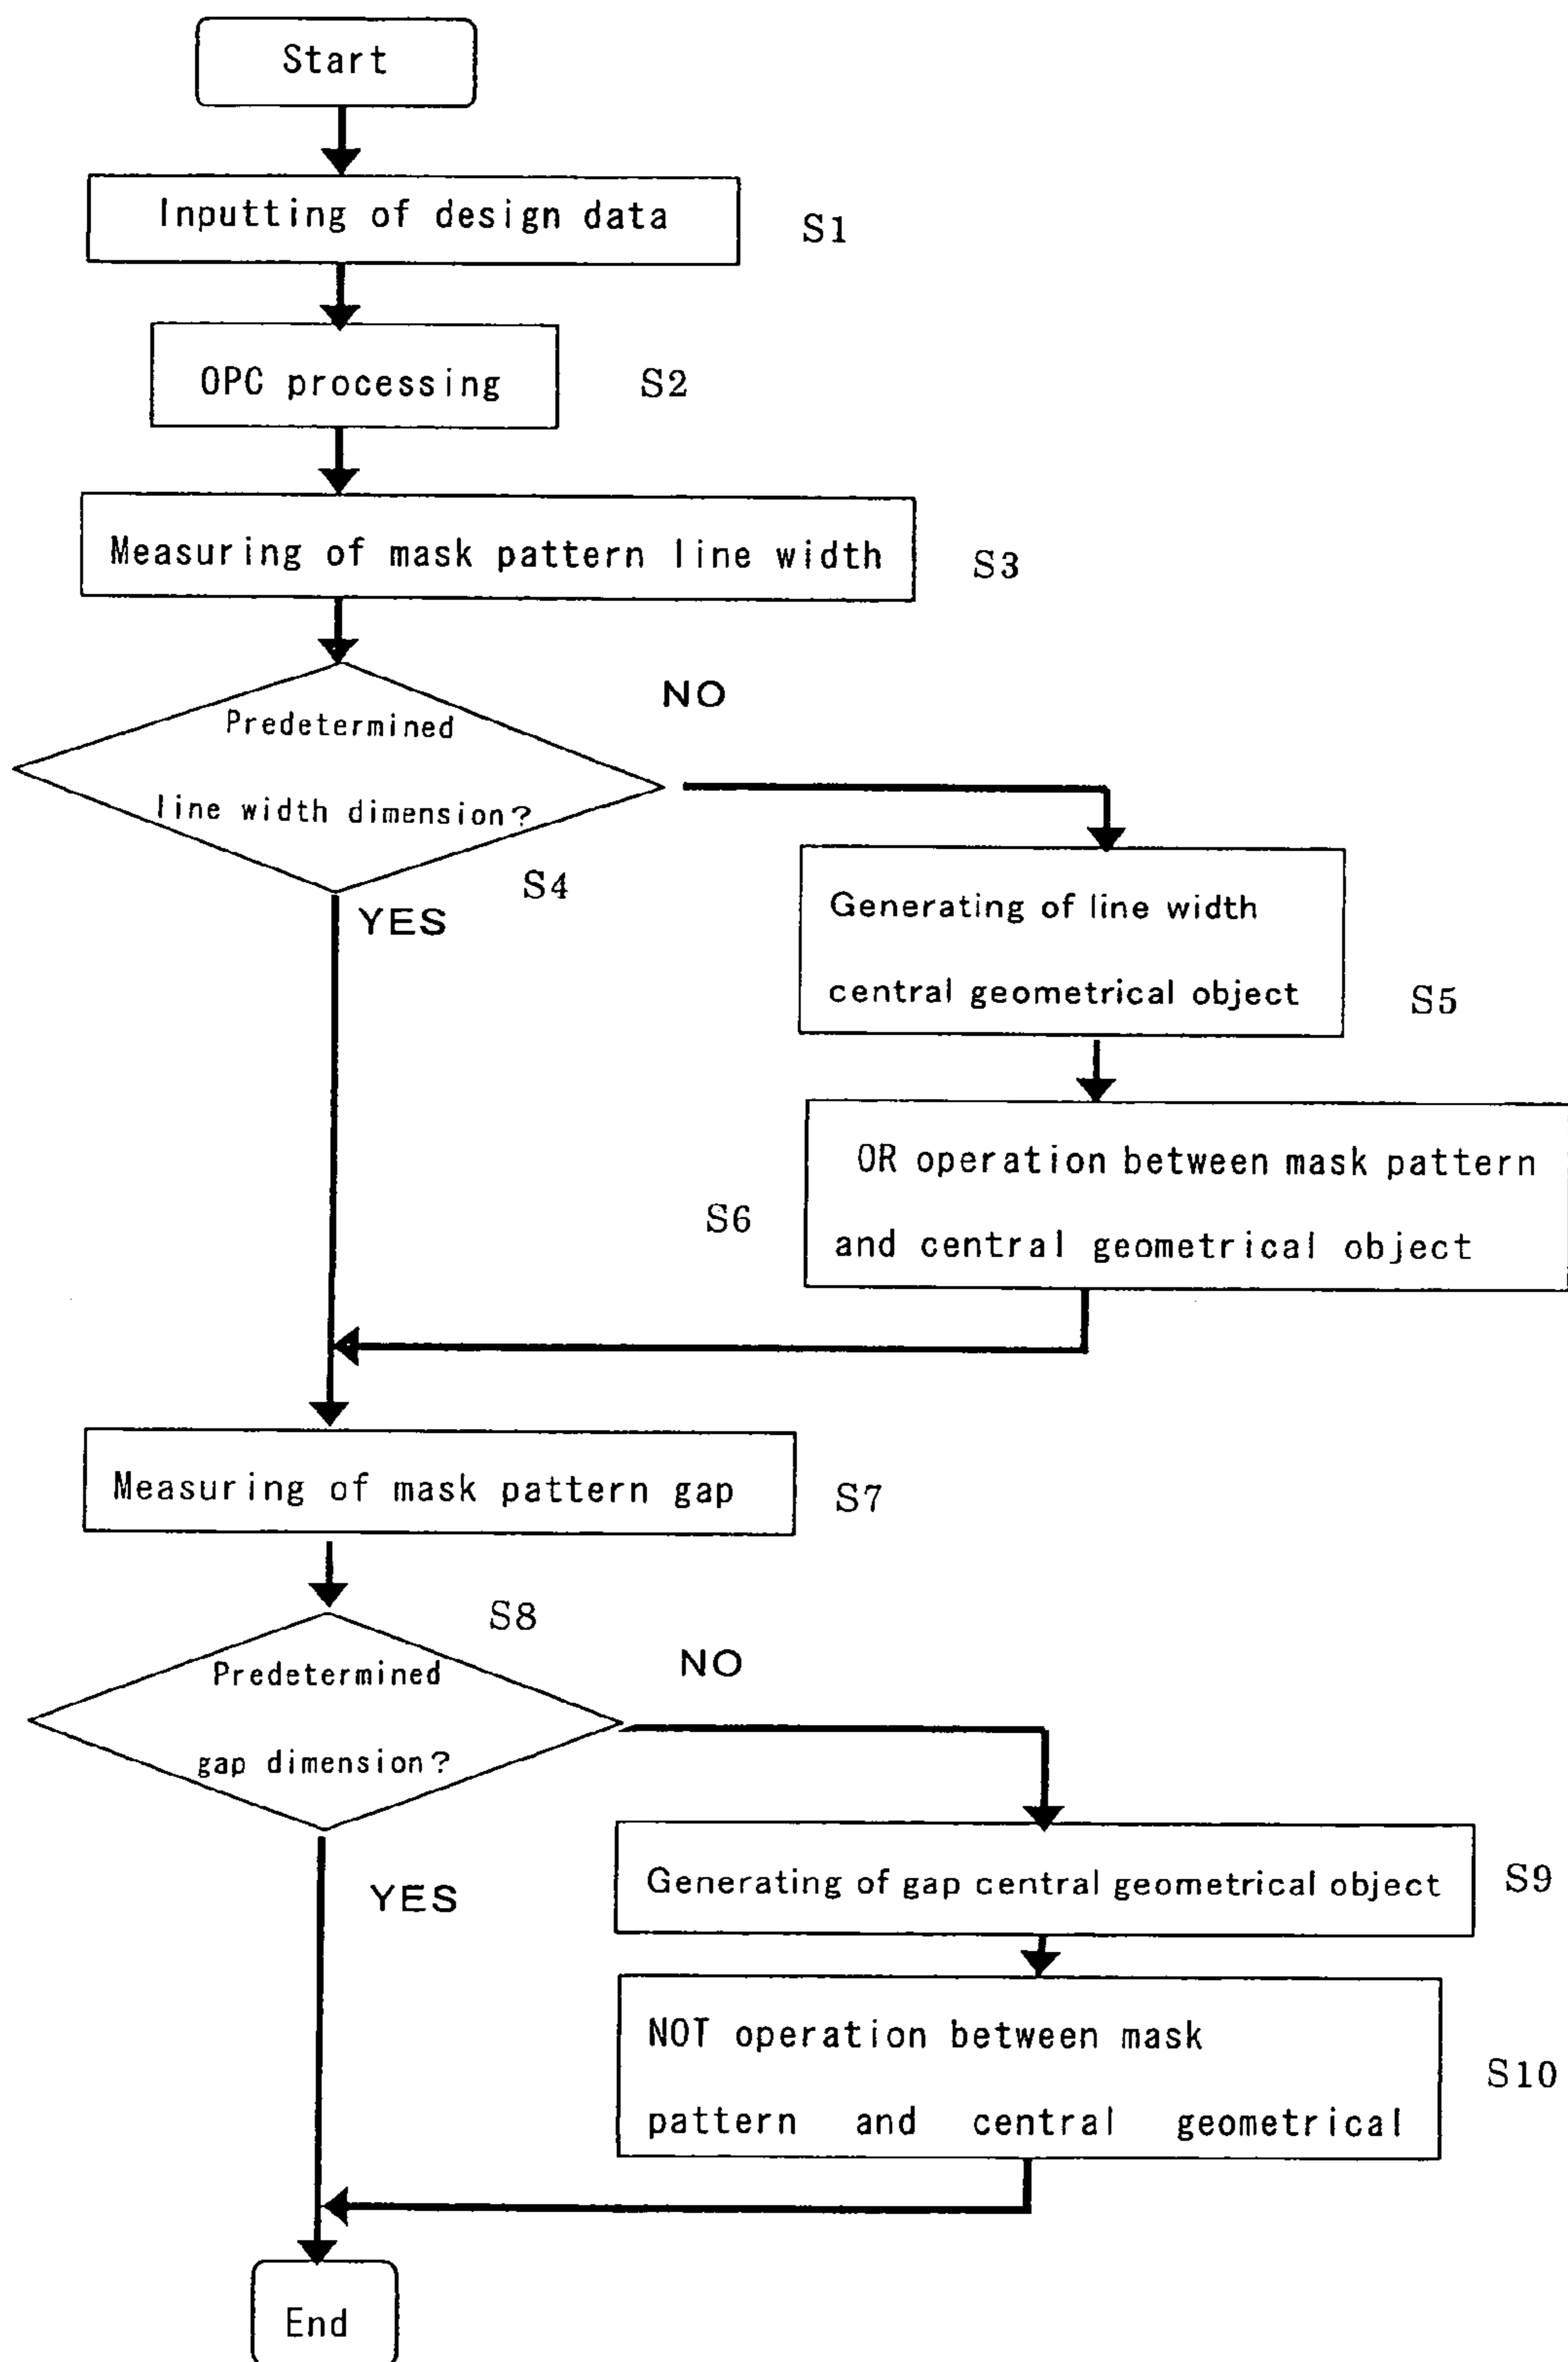 Start
Inputting of design data
S1
OPC processing
S2
Measuring of mask pattern line width
S3
NO
Predetermined
line width dimension?
S4
YES
Generating of line width
central geometrical object
S5
OR operation between mask pattern
and central geometrical object
S6
Measuring of mask pattern gap
S7
S8
Predetermined
gap dimension?
NO
YES
Generating of gap central geometrical object
S9
NOT operation between mask
pattern and central geometrical
S10
End